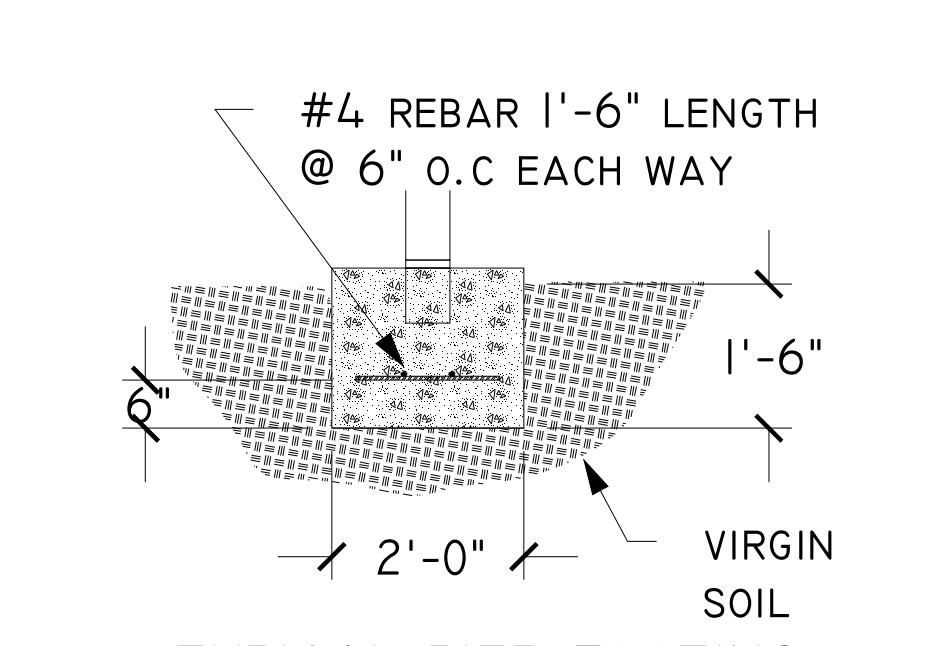 #4 REBAR 1'-6" LENGTH
@ 6" O.C EACH WAY
1'-6"
6"
2'-0"
VIRGIN
SOIL